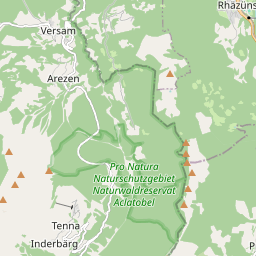 Rhäzüns
Versam
Arezen
Pro Natura
Naturschutzgebiet
Naturwaldreservat
Aclatobel
Tenna
Inderbärg
P